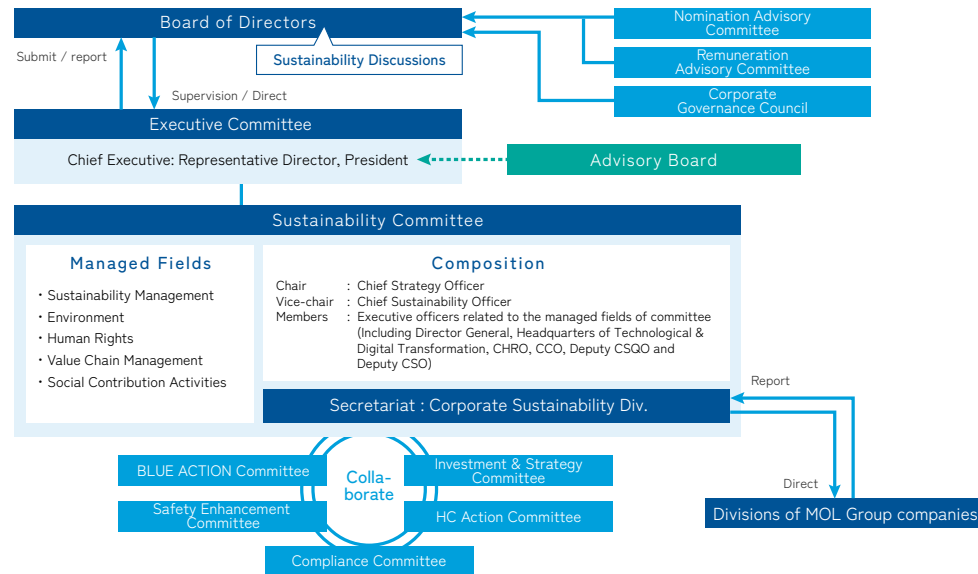 Board of Directors
Nomination Advisory
Committee
Remuneration
Advisory Committee
Corporate
Governance Council
Sustainability Discussions
Submit / report
Supervision / Direct
Executive Committee
Chief Executive: Representative Director, President
Advisory Board
Sustainability Committee
Managed Fields
・Sustainability Management
・Environment
・Human Rights
・Value Chain Management
・Social Contribution Activities
Composition
Chair : Chief Strategy Officer
Vice-chair : Chief Sustainability Officer
Members : Executive officers related to the managed fields of committee
(Including Director General, Headquarters of Technological &
Digital Transformation, CHRO, CCO, Deputy CSQO and
Deputy CSO)
Secretariat : Corporate Sustainability Div.
Report
Direct
Divisions of MOL Group companies
BLUE ACTION Committee
Safety Enhancement
Committee
Colla-
borate
Investment & Strategy
Committee
HC Action Committee
Compliance Committee